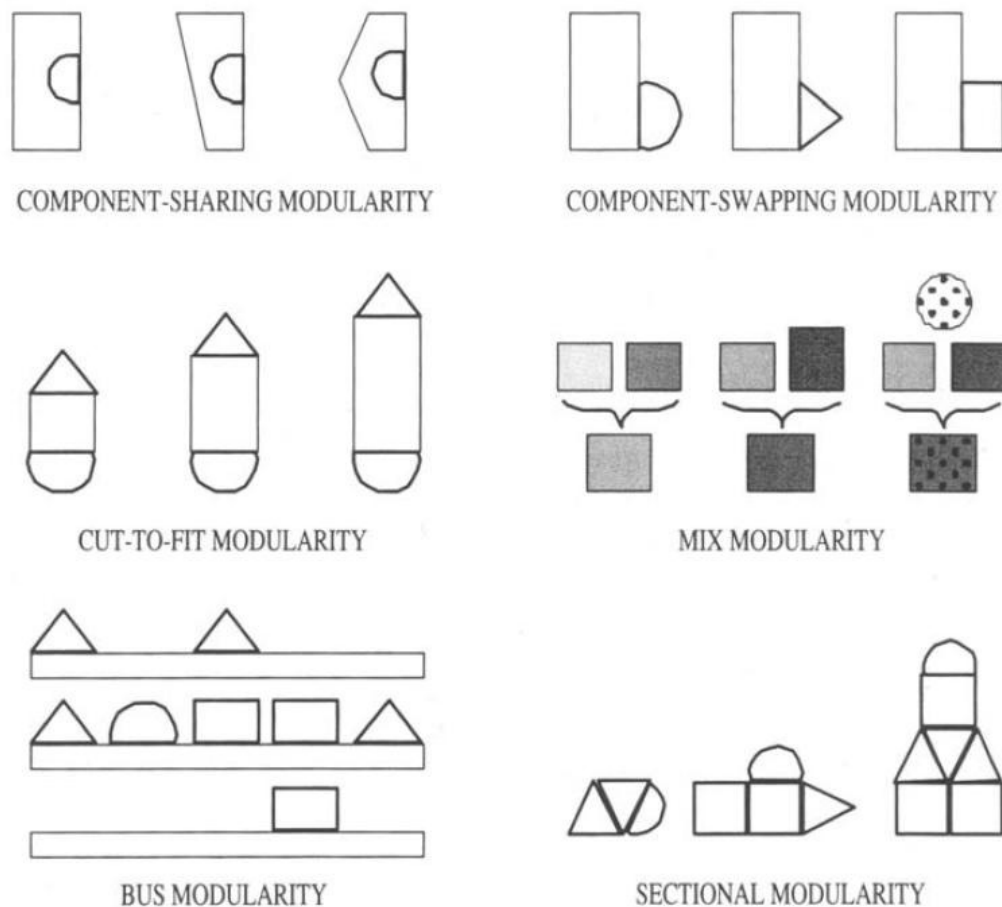 COMPONENT-SHARING MODULARITY
COMPONENT-SWAPPING MODULARITY
CUT-TO-FIT MODULARITY
MIX MODULARITY
BUS MODULARITY
SECTIONAL MODULARITY